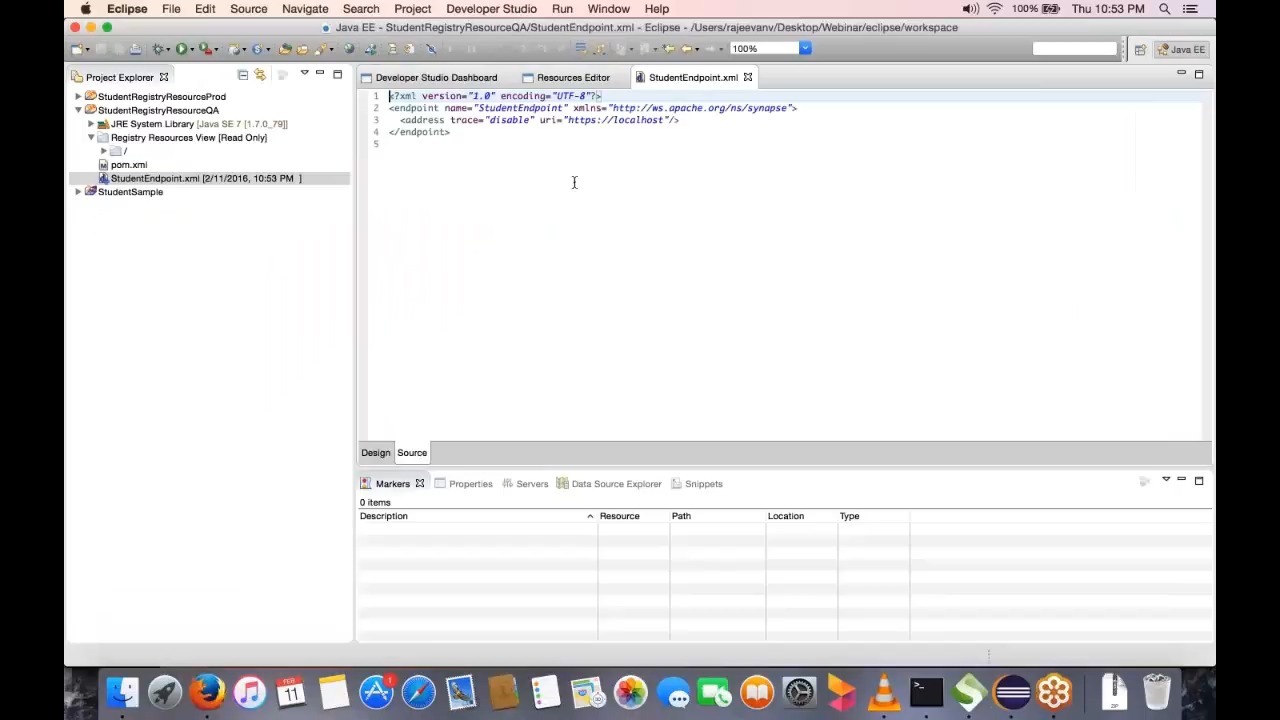 Eclipse File Edit Source Navigate Search Project Developer Studio Run Window Help 100% Thu 10:53 PM
Java EE - StudentRegistryResourceQA/StudentEndpoint.xml - Eclipse - /Users/rajeevanv/Desktop/Webinar/eclipse/workspace
100% Java EE
Project Explorer Developer Studio Dashboard Resources Editor StudentEndpoint.xml
StudentRegistryResourceProd
StudentRegistryResourceQA
JRE System Library [Java SE 7 [1.7.0_79]]
Registry Resources View [Read Only]
/
pom.xml
StudentEndpoint.xml [2/11/2016, 10:53 PM ]
StudentSample
1 <?xml version="1.0" encoding="UTF-8"?>
2 <endpoint name="StudentEndpoint" xmlns="http://ws.apache.org/ns/synapse">
3 <address trace="disable" uri="https://localhost"/>
4 </endpoint>
5
Design Source
Markers Properties Servers Data Source Explorer Snippets
0 items
Description Resource Path Location Type
FEB
11
1
ZIP